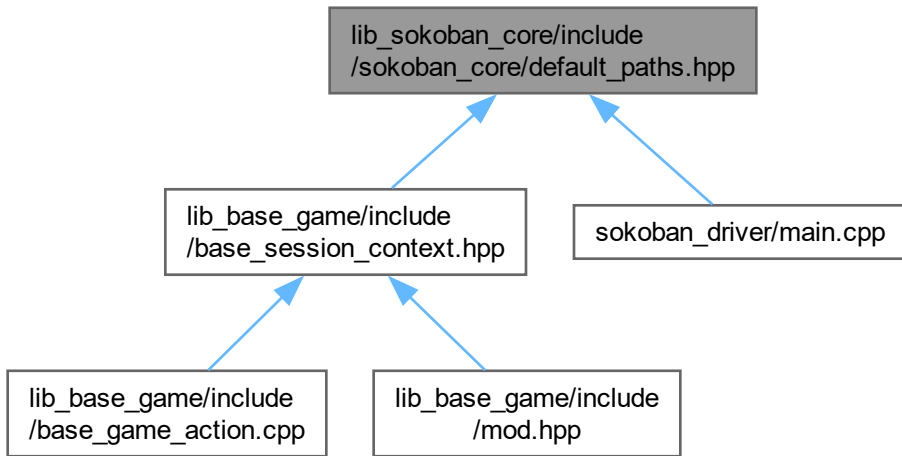 lib_sokoban_core/include
/sokoban_core/default_paths.hpp
lib_base_game/include
/base_session_context.hpp
sokoban_driver/main.cpp
lib_base_game/include
/base_game_action.cpp
lib_base_game/include
/mod.hpp